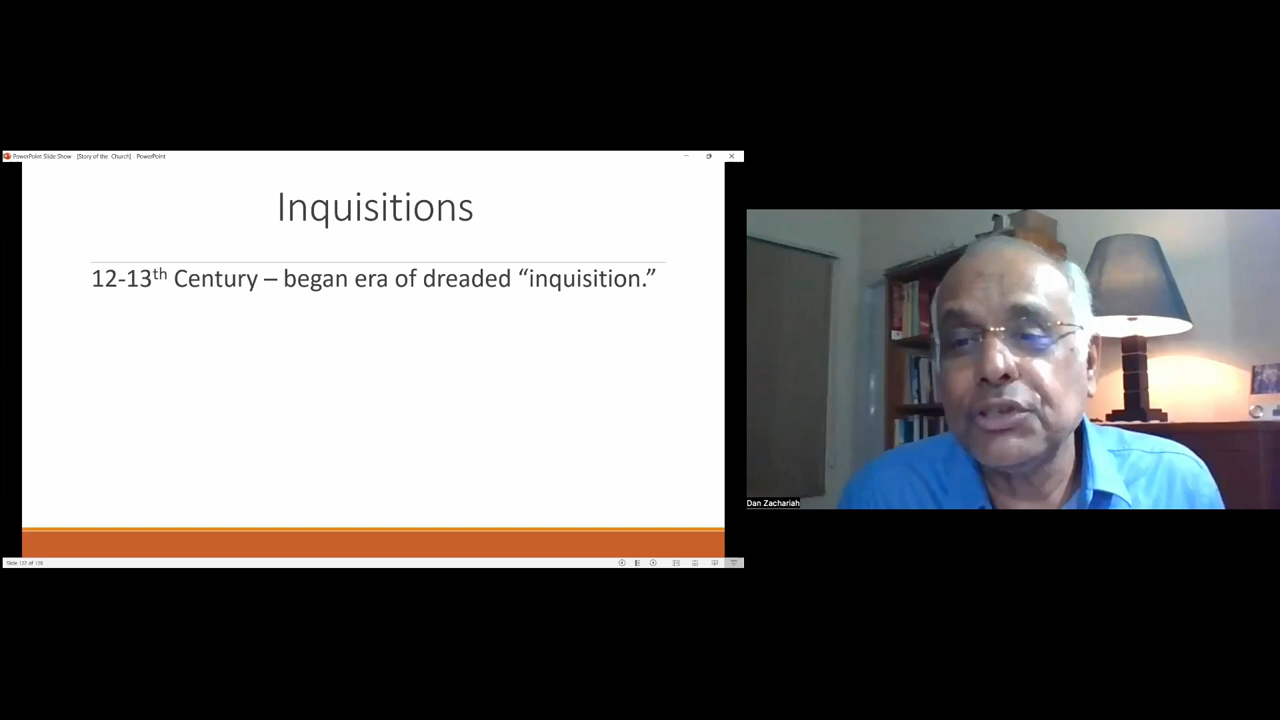 PowerPoint Slide Show - [Story of the Church] - PowerPoint
Inquisitions
12-13th Century – began era of dreaded “inquisition.”
Dan Zachariah